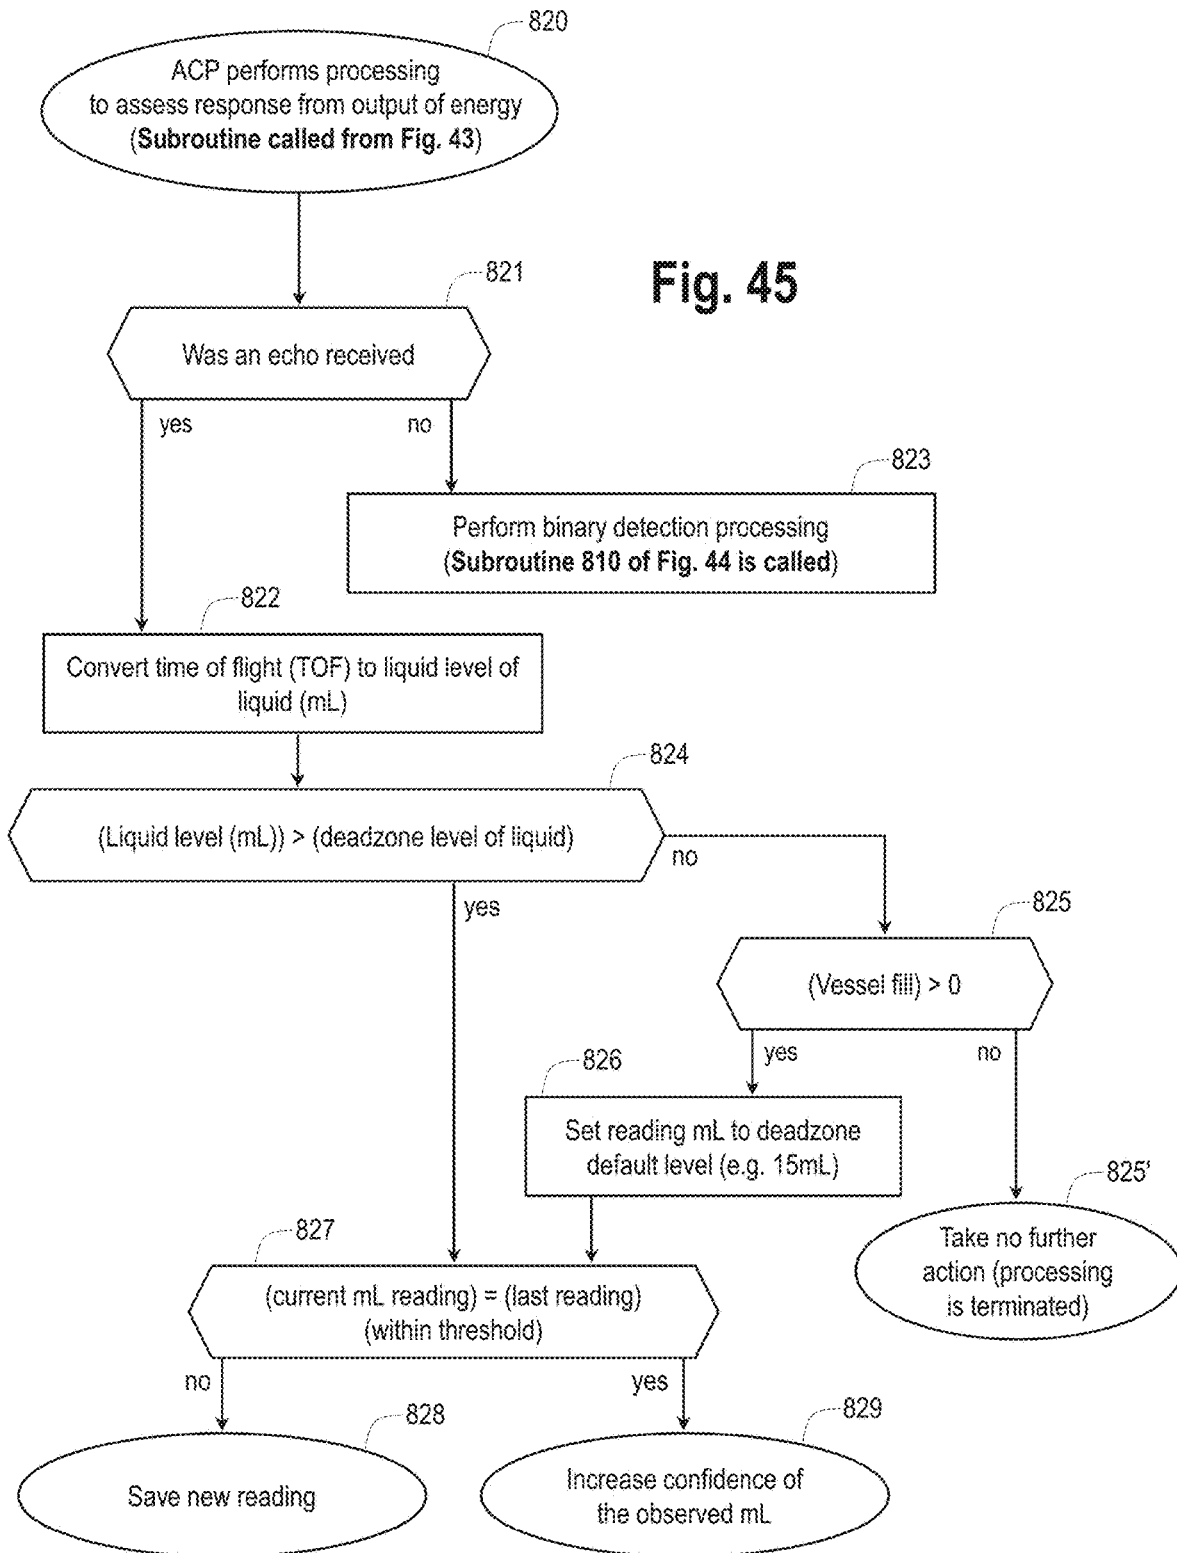 820
ACP performs processing
to assess response from output of energy
(Subroutine called from Fig. 43)
Fig. 45
821
Was an echo received
yes
no
823
Perform binary detection processing
(Subroutine 810 of Fig. 44 is called)
822
Convert time of flight (TOF) to liquid level of
liquid (mL)
824
(Liquid level (mL)) > (deadzone level of liquid)
no
yes
825
(Vessel fill) > 0
yes
no
826
Set reading mL to deadzone
default level (e.g. 15mL)
825'
Take no further
action (processing
is terminated)
827
(current mL reading) = (last reading)
(within threshold)
no
yes
828
Save new reading
829
Increase confidence of
the observed mL